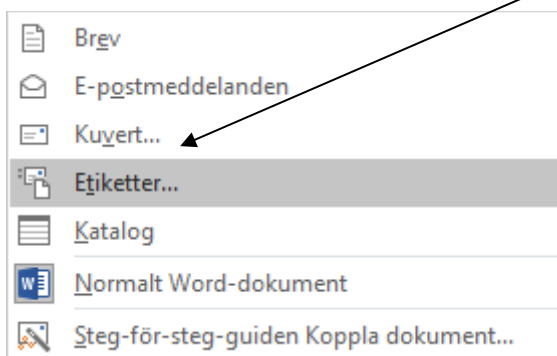 Brev
E-postmeddelanden
Kuvert...
Etiketter...
Katalog
Normalt Word-dokument
Steg-för-steg-guiden Koppla dokument...